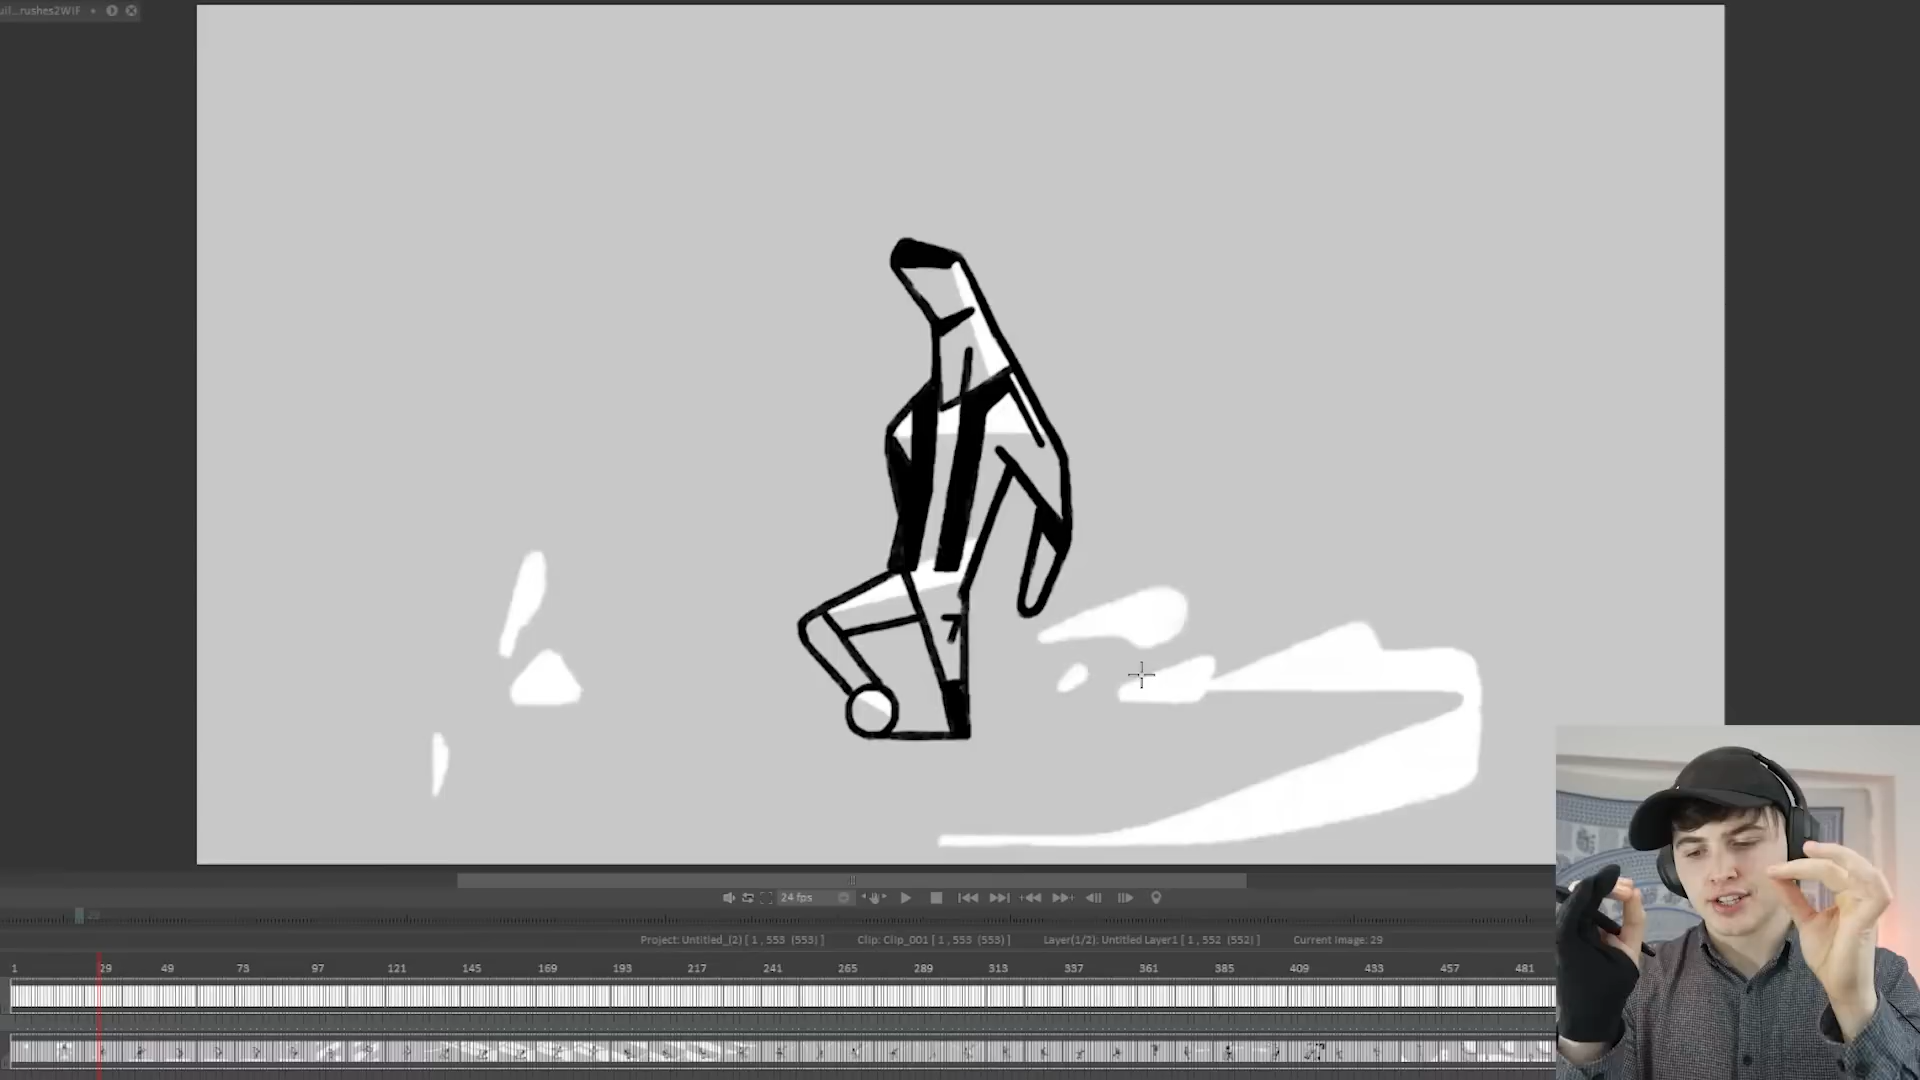 uil...rushes2WIF
7
24 fps
Project: Untitled_(2) [ 1 , 553 (553) ] Clip: Clip_001 [ 1 , 553 (553) ] Layer(1/2): Untitled Layer1 [ 1 , 552 (552) ] Current Image: 29
1 29 49 73 97 121 145 169 193 217 241 265 289 313 337 361 385 409 433 457 481